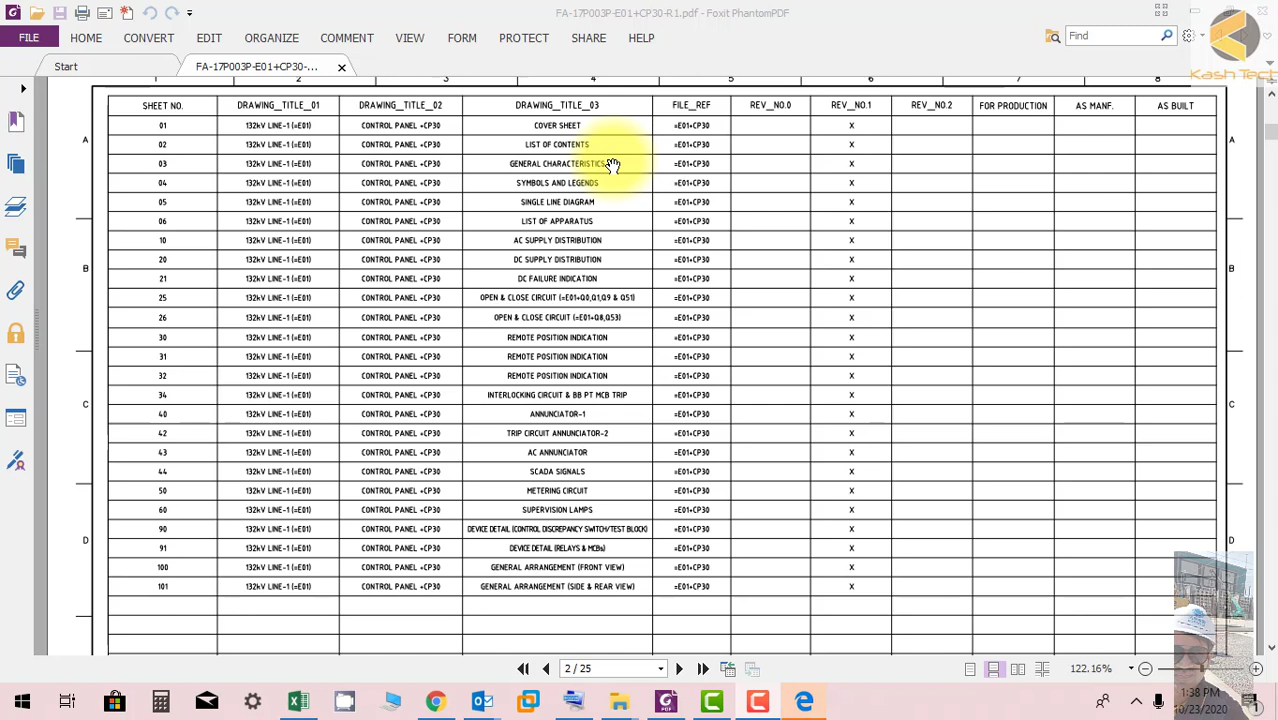 FA-17P003P-E01+CP30-R1.pdf - Foxit PhantomPDF
FILE HOME CONVERT EDIT ORGANIZE COMMENT VIEW FORM PROTECT SHARE HELP Find
Kash Tect
Start FA-17P003P-E01+CP30-...
1 2 3 4 5 6 7 8
SHEET NO. DRAWING_TITLE_01 DRAWING_TITLE_02 DRAWING_TITLE_03 FILE_REF REV_NO.0 REV_NO.1 REV_NO.2 FOR PRODUCTION AS MANF. AS BUILT
01 132kV LINE-1 (=E01) CONTROL PANEL +CP30 COVER SHEET =E01+CP30 X
A A
02 132kV LINE-1 (=E01) CONTROL PANEL +CP30 LIST OF CONTENTS =E01+CP30 X
03 132kV LINE-1 (=E01) CONTROL PANEL +CP30 GENERAL CHARACTERISTICS =E01+CP30 X
04 132kV LINE-1 (=E01) CONTROL PANEL +CP30 SYMBOLS AND LEGENDS =E01+CP30 X
05 132kV LINE-1 (=E01) CONTROL PANEL +CP30 SINGLE LINE DIAGRAM =E01+CP30 X
06 132kV LINE-1 (=E01) CONTROL PANEL +CP30 LIST OF APPARATUS =E01+CP30 X
10 132kV LINE-1 (=E01) CONTROL PANEL +CP30 AC SUPPLY DISTRIBUTION =E01+CP30 X
20 132kV LINE-1 (=E01) CONTROL PANEL +CP30 DC SUPPLY DISTRIBUTION =E01+CP30 X
B B
21 132kV LINE-1 (=E01) CONTROL PANEL +CP30 DC FAILURE INDICATION =E01+CP30 X
25 132kV LINE-1 (=E01) CONTROL PANEL +CP30 OPEN & CLOSE CIRCUIT (=E01+Q0,Q1,Q9 & Q51) =E01+CP30 X
26 132kV LINE-1 (=E01) CONTROL PANEL +CP30 OPEN & CLOSE CIRCUIT (=E01+Q8,Q53) =E01+CP30 X
30 132kV LINE-1 (=E01) CONTROL PANEL +CP30 REMOTE POSITION INDICATION =E01+CP30 X
31 132kV LINE-1 (=E01) CONTROL PANEL +CP30 REMOTE POSITION INDICATION =E01+CP30 X
32 132kV LINE-1 (=E01) CONTROL PANEL +CP30 REMOTE POSITION INDICATION =E01+CP30 X
34 132kV LINE-1 (=E01) CONTROL PANEL +CP30 INTERLOCKING CIRCUIT & BB PT MCB TRIP =E01+CP30 X
C C
40 132kV LINE-1 (=E01) CONTROL PANEL +CP30 ANNUNCIATOR-1 =E01+CP30 X
42 132kV LINE-1 (=E01) CONTROL PANEL +CP30 TRIP CIRCUIT ANNUNCIATOR-2 =E01+CP30 X
43 132kV LINE-1 (=E01) CONTROL PANEL +CP30 AC ANNUNCIATOR =E01+CP30 X
44 132kV LINE-1 (=E01) CONTROL PANEL +CP30 SCADA SIGNALS =E01+CP30 X
50 132kV LINE-1 (=E01) CONTROL PANEL +CP30 METERING CIRCUIT =E01+CP30 X
60 132kV LINE-1 (=E01) CONTROL PANEL +CP30 SUPERVISION LAMPS =E01+CP30 X
90 132kV LINE-1 (=E01) CONTROL PANEL +CP30 DEVICE DETAIL (CONTROL DISCREPANCY SWITCH/TEST BLOCK) =E01+CP30 X
D D
91 132kV LINE-1 (=E01) CONTROL PANEL +CP30 DEVICE DETAIL (RELAYS & MCBs) =E01+CP30 X
100 132kV LINE-1 (=E01) CONTROL PANEL +CP30 GENERAL ARRANGEMENT (FRONT VIEW) =E01+CP30 X
101 132kV LINE-1 (=E01) CONTROL PANEL +CP30 GENERAL ARRANGEMENT (SIDE & REAR VIEW) =E01+CP30 X
2 / 25 122.16%
1:38 PM
10/23/2020